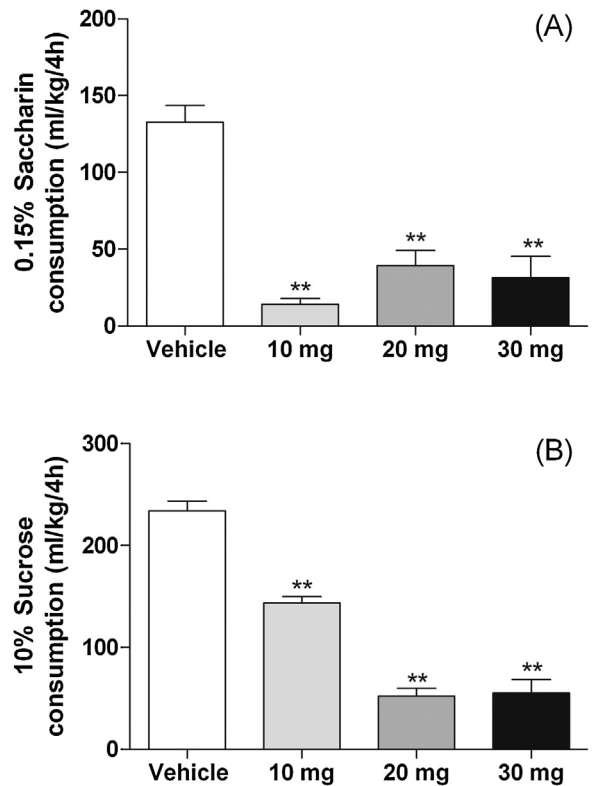 (A)
0.15% Saccharin
consumption (ml/kg/4h)
200
150
100
50
0
**
**
**
Vehicle 10 mg 20 mg 30 mg
(B)
10% Sucrose
consumption (ml/kg/4h)
300
200
100
0
**
**
**
Vehicle 10 mg 20 mg 30 mg